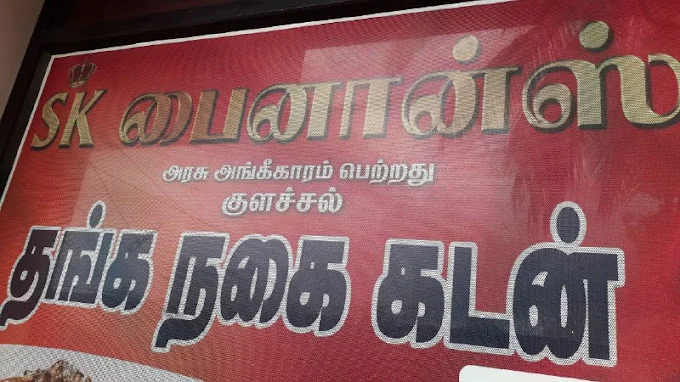 SK பைனான்ஸ்
அரசு அங்கீகாரம் பெற்றது
குளச்சல்
தங்க நகை கடன்